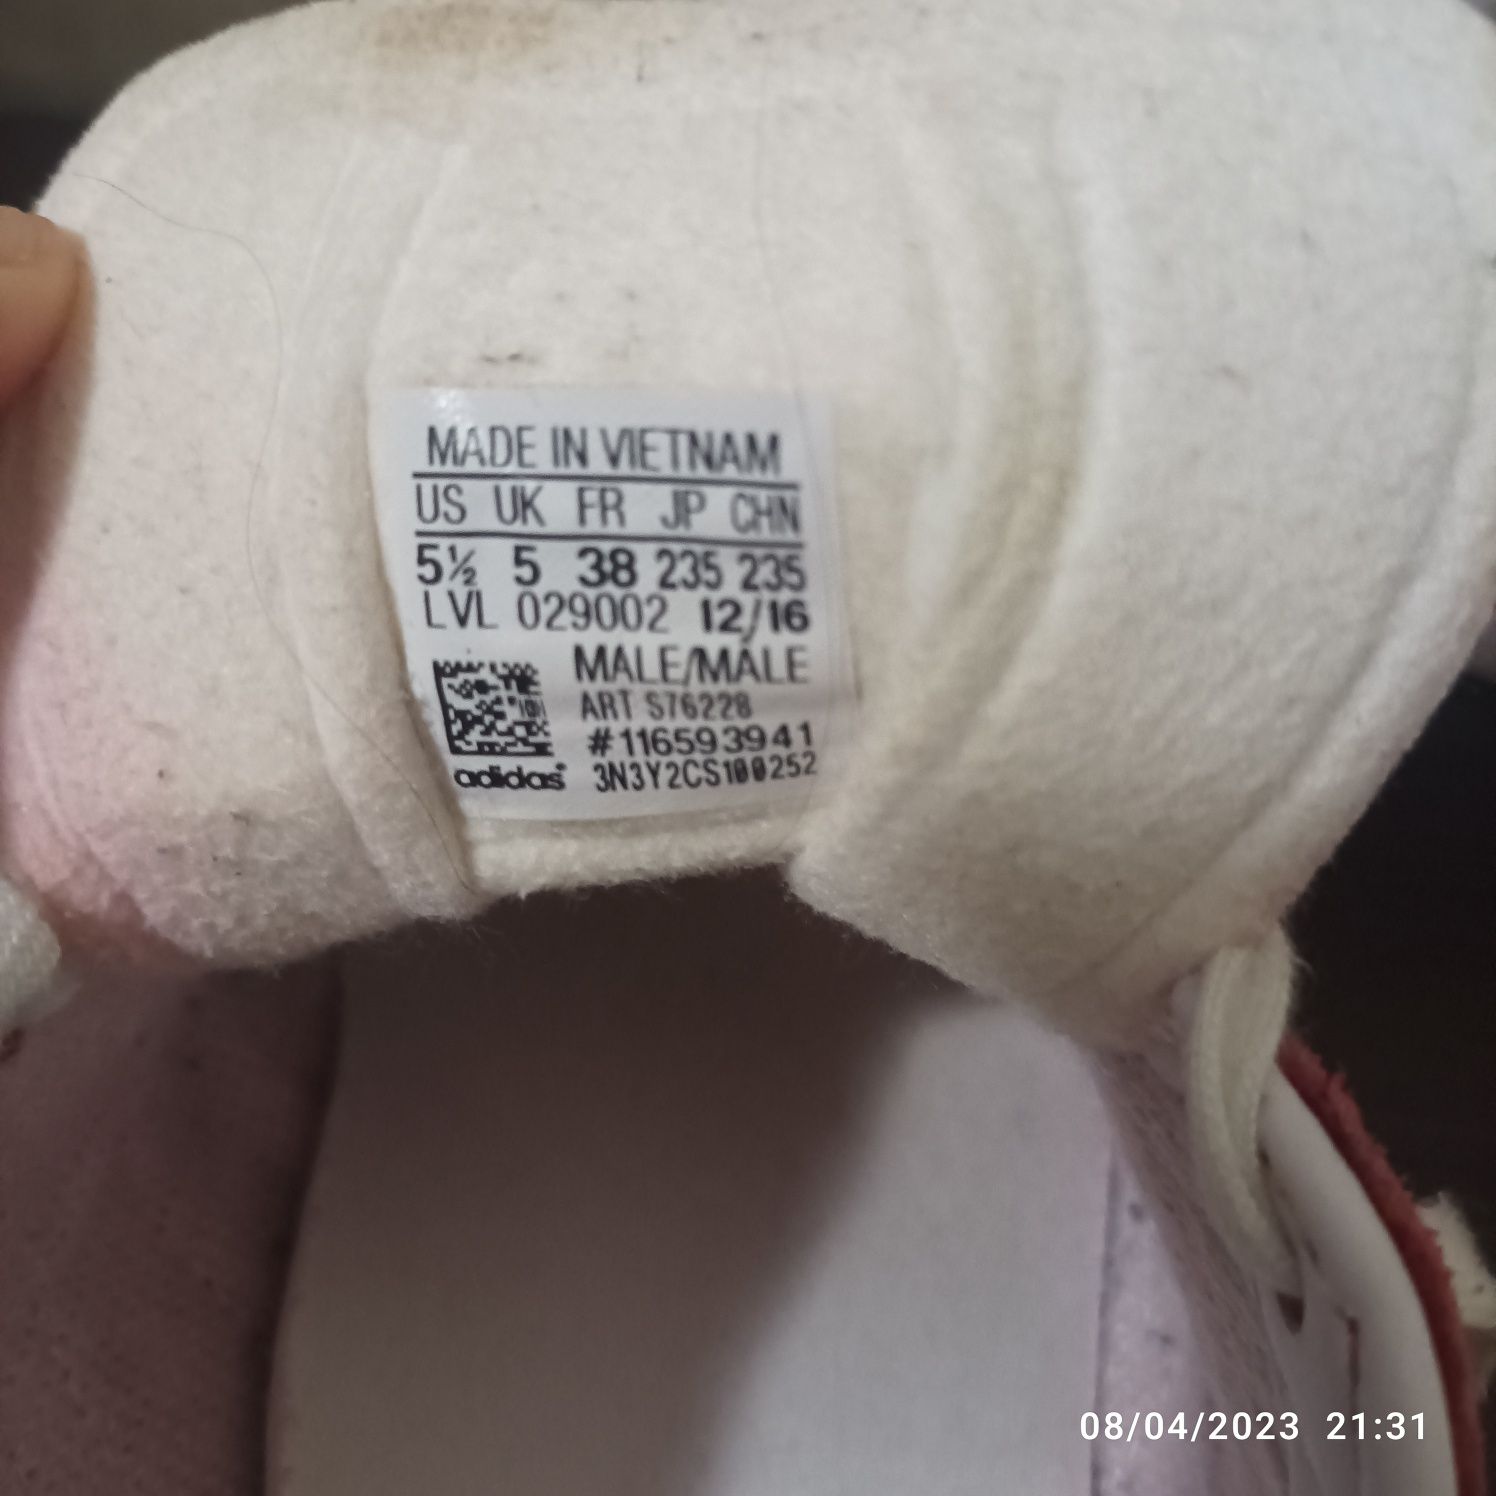 MADE IN VIETNAM
US UK FR JP CHN
5½ 5 38 235 235
LVL 029002 12/16
MALE/MALE
ART S76228
#116593941
adidas 3N3Y2CS100252
08/04/2023 21:31